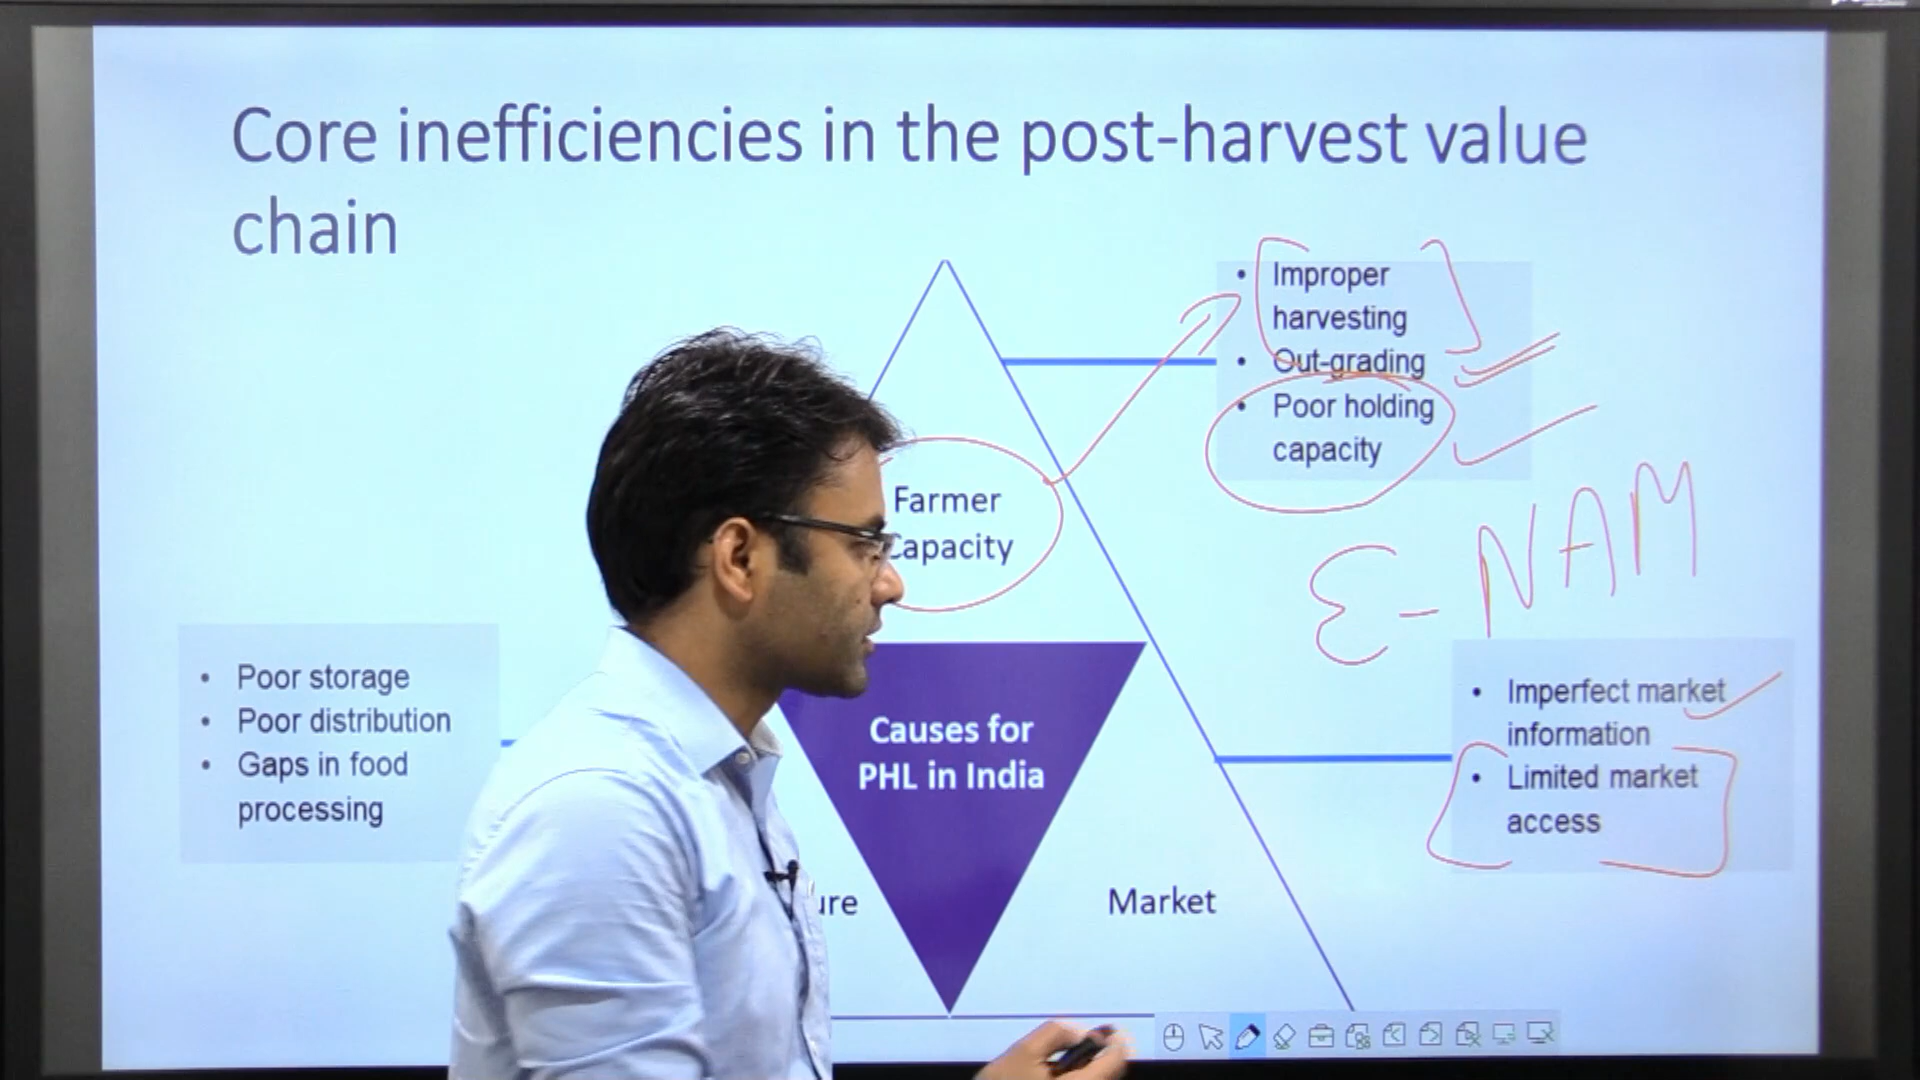 Core inefficiencies in the post-harvest value
chain
• Improper
harvesting
• Out-grading
• Poor holding
capacity
Farmer
Capacity
E-NAM
• Poor storage
• Poor distribution
• Gaps in food
processing
Causes for
PHL in India
• Imperfect market
information
• Limited market
access
Market